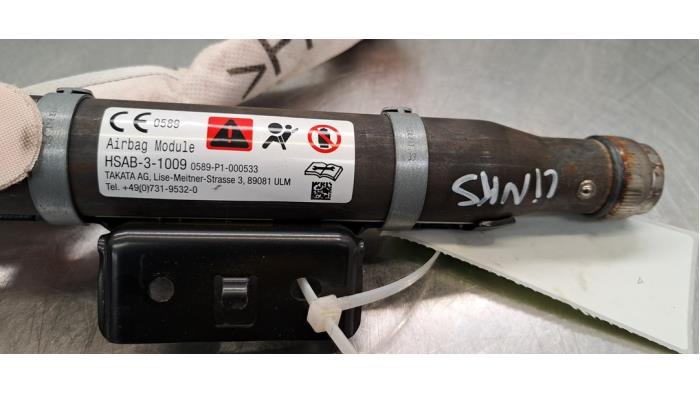 CE 0589
Airbag Module
HSAB-3-1009 0589-P1-000533
TAKATA AG, Lise-Meitner-Strasse 3, 89081 ULM
Tel. +49(0)731-9532-0
LINKS